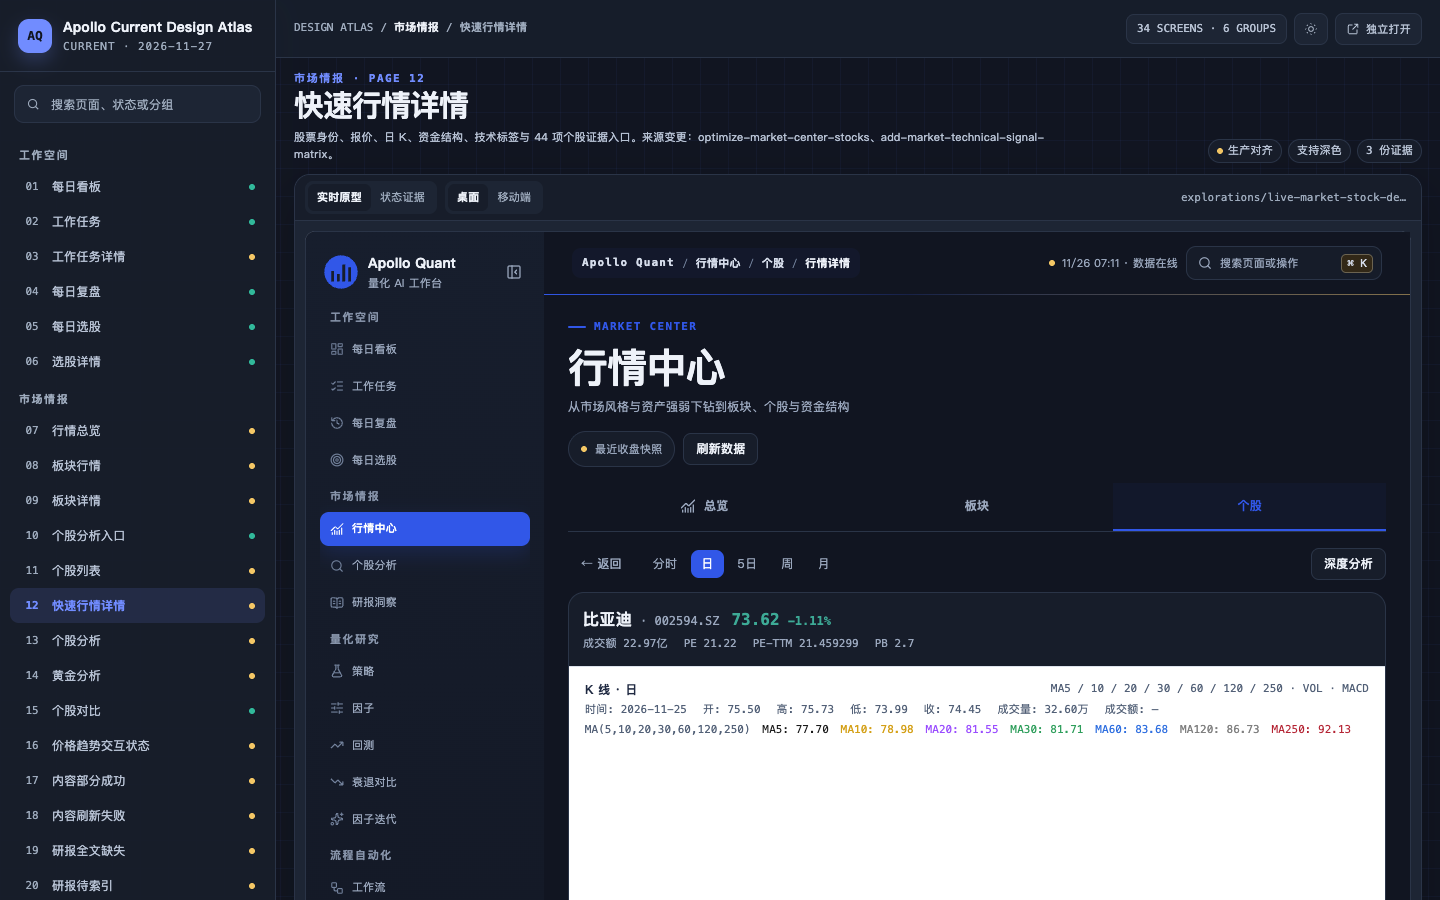 AQ
Apollo Current Design Atlas
CURRENT · 2026-11-27
搜索页面、状态或分组
工作空间
01 每日看板
02 工作任务
03 工作任务详情
04 每日复盘
05 每日选股
06 选股详情
市场情报
07 行情总览
08 板块行情
09 板块详情
10 个股分析入口
11 个股列表
12 快速行情详情
13 个股分析
14 黄金分析
15 个股对比
16 价格趋势交互状态
17 内容部分成功
18 内容刷新失败
19 研报全文缺失
20 研报待索引
DESIGN ATLAS / 市场情报 / 快速行情详情
34 SCREENS · 6 GROUPS
独立打开
市场情报 · PAGE 12
快速行情详情
股票身份、报价、日 K、资金结构、技术标签与 44 项个股证据入口。来源变更：optimize-market-center-stocks、add-market-technical-signal-
matrix。
生产对齐
支持深色
3 份证据
实时原型 状态证据 桌面 移动端
explorations/live-market-stock-de…
Apollo Quant
量化 AI 工作台
工作空间
每日看板
工作任务
每日复盘
每日选股
市场情报
行情中心
个股分析
研报洞察
量化研究
策略
因子
回测
衰退对比
因子迭代
流程自动化
工作流
Apollo Quant / 行情中心 / 个股 / 行情详情
11/26 07:11 · 数据在线
搜索页面或操作
⌘ K
MARKET CENTER
行情中心
从市场风格与资产强弱下钻到板块、个股与资金结构
最近收盘快照
刷新数据
总览 板块 个股
← 返回 分时 日 5日 周 月
深度分析
比亚迪 · 002594.SZ 73.62 -1.11%
成交额 22.97亿 PE 21.22 PE-TTM 21.459299 PB 2.7
K 线 · 日
MA5 / 10 / 20 / 30 / 60 / 120 / 250 · VOL · MACD
时间: 2026-11-25 开: 75.50 高: 75.73 低: 73.99 收: 74.45 成交量: 32.60万 成交额: —
MA(5,10,20,30,60,120,250) MA5: 77.70 MA10: 78.98 MA20: 81.55 MA30: 81.71 MA60: 83.68 MA120: 86.73 MA250: 92.13